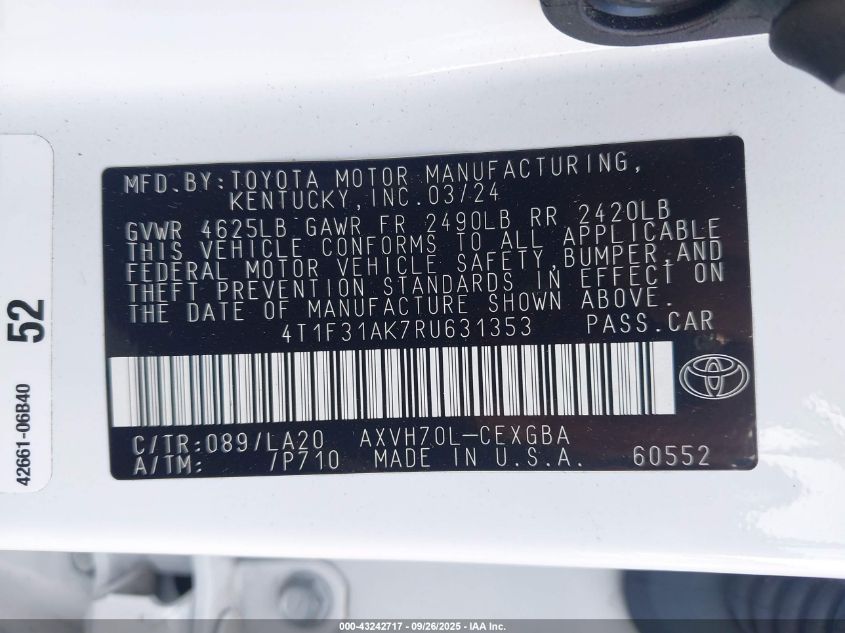 MFD.BY:TOYOTA MOTOR MANUFACTURING,
KENTUCKY,INC.03/24
GVWR 4625LB GAWR FR 2490LB RR 2420LB
THIS VEHICLE CONFORMS TO ALL APPLICABLE
FEDERAL MOTOR VEHICLE SAFETY,BUMPER,AND
THEFT PREVENTION STANDARDS IN EFFECT ON
THE DATE OF MANUFACTURE SHOWN ABOVE.
4T1F31AK7RU631353 PASS.CAR
C/TR:089/LA20 AXVH70L-CEXGBA
A/TM: /P710 MADE IN U.S.A. 60552
52
42661-06B40
000-43242717 - 09/26/2025 - IAA Inc.